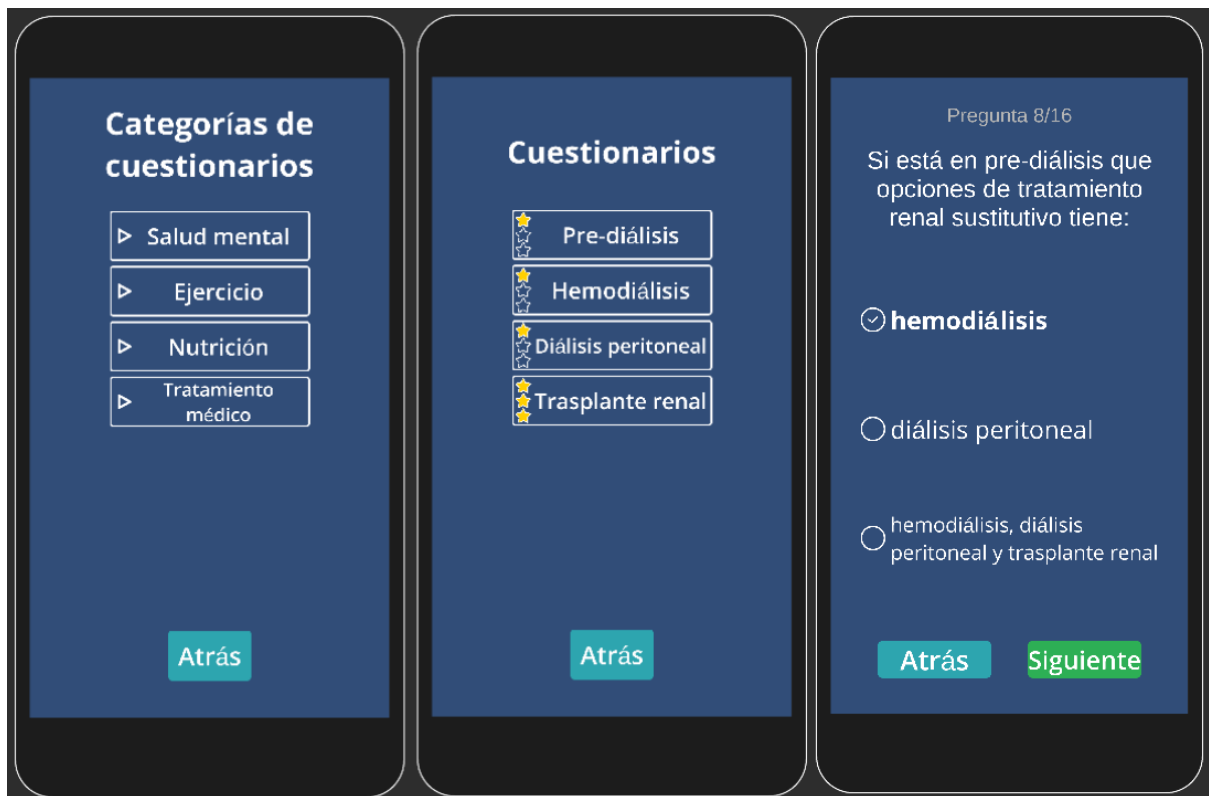 Categorías de
cuestionarios
Salud mental
Ejercicio
Nutrición
Tratamiento
médico
Atrás
Cuestionarios
Pre-diálisis
Hemodiálisis
Diálisis peritoneal
Trasplante renal
Atrás
Pregunta 8/16
Si está en pre-diálisis que
opciones de tratamiento
renal sustitutivo tiene:
hemodiálisis
diálisis peritoneal
hemodiálisis, diálisis
peritoneal y trasplante renal
Atrás
Siguiente